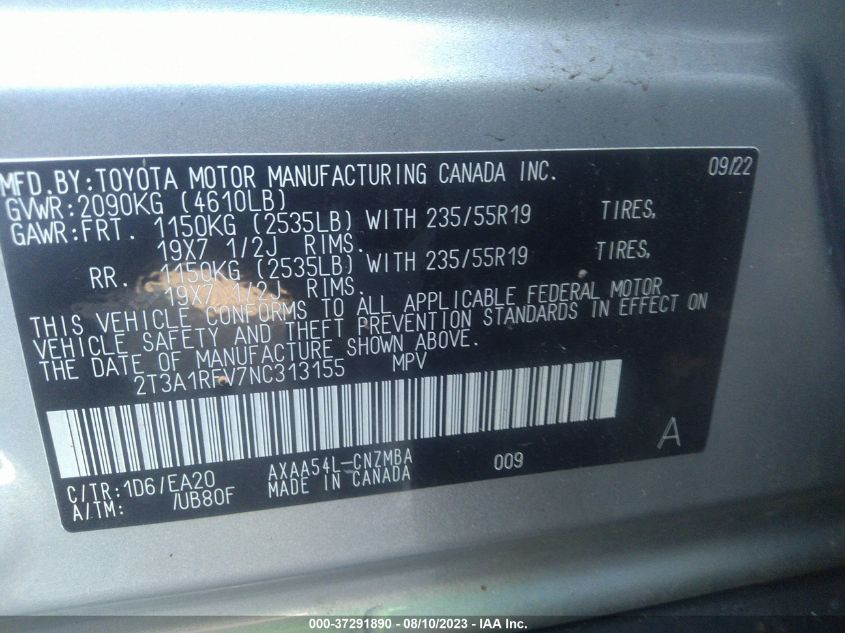 MFD.BY:TOYOTA MOTOR MANUFACTURING CANADA INC. 09/22
GVWR:2090KG (4610LB)
GAWR:FRT. 1150KG (2535LB) WITH 235/55R19 TIRES,
19X7 1/2J RIMS.
RR. 1150KG (2535LB) WITH 235/55R19 TIRES,
19X7 1/2J RIMS.
THIS VEHICLE CONFORMS TO ALL APPLICABLE FEDERAL MOTOR
VEHICLE SAFETY AND THEFT PREVENTION STANDARDS IN EFFECT ON
THE DATE OF MANUFACTURE SHOWN ABOVE.
2T3A1RFV7NC313155 MPV
A
C/TR:1D6/EA20 AXAA54L-CNZMBA 009
A/TM: /UB80F MADE IN CANADA
000-37291890 - 08/10/2023 - IAA Inc.